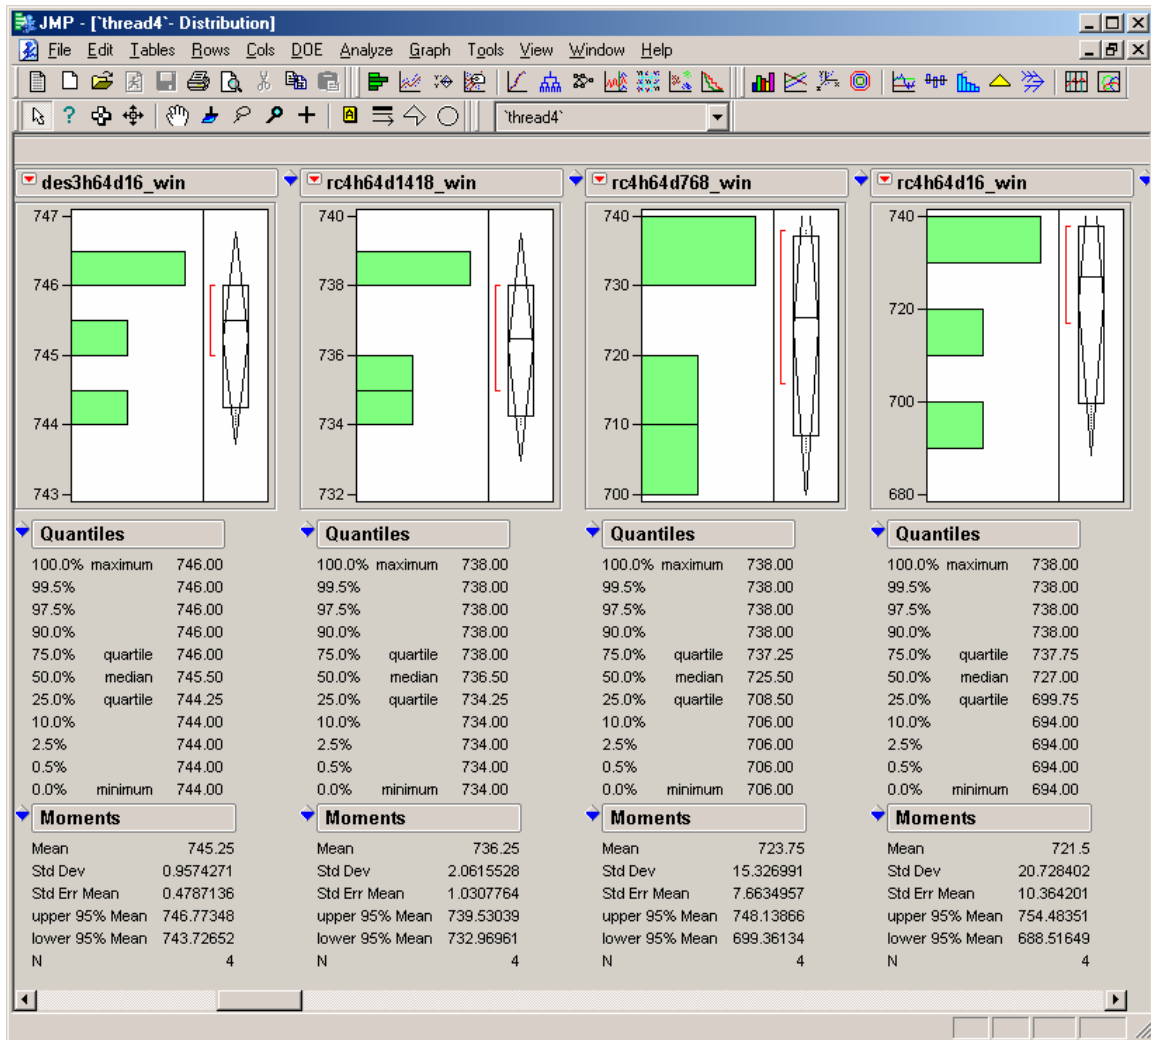 JMP - [`thread4`- Distribution]
File Edit Tables Rows Cols DOE Analyze Graph Tools View Window Help
`thread4`
des3h64d16_win
747
746
745
744
743
Quantiles
100.0% maximum 746.00
99.5% 746.00
97.5% 746.00
90.0% 746.00
75.0% quartile 746.00
50.0% median 745.50
25.0% quartile 744.25
10.0% 744.00
2.5% 744.00
0.5% 744.00
0.0% minimum 744.00
Moments
Mean 745.25
Std Dev 0.9574271
Std Err Mean 0.4787136
upper 95% Mean 746.77348
lower 95% Mean 743.72652
N 4
rc4h64d1418_win
740
738
736
734
732
Quantiles
100.0% maximum 738.00
99.5% 738.00
97.5% 738.00
90.0% 738.00
75.0% quartile 738.00
50.0% median 736.50
25.0% quartile 734.25
10.0% 734.00
2.5% 734.00
0.5% 734.00
0.0% minimum 734.00
Moments
Mean 736.25
Std Dev 2.0615528
Std Err Mean 1.0307764
upper 95% Mean 739.53039
lower 95% Mean 732.96961
N 4
rc4h64d768_win
740
730
720
710
700
Quantiles
100.0% maximum 738.00
99.5% 738.00
97.5% 738.00
90.0% 738.00
75.0% quartile 737.25
50.0% median 725.50
25.0% quartile 708.50
10.0% 706.00
2.5% 706.00
0.5% 706.00
0.0% minimum 706.00
Moments
Mean 723.75
Std Dev 15.326991
Std Err Mean 7.6634957
upper 95% Mean 748.13866
lower 95% Mean 699.36134
N 4
rc4h64d16_win
740
720
700
680
Quantiles
100.0% maximum 738.00
99.5% 738.00
97.5% 738.00
90.0% 738.00
75.0% quartile 737.75
50.0% median 727.00
25.0% quartile 699.75
10.0% 694.00
2.5% 694.00
0.5% 694.00
0.0% minimum 694.00
Moments
Mean 721.5
Std Dev 20.728402
Std Err Mean 10.364201
upper 95% Mean 754.48351
lower 95% Mean 688.51649
N 4